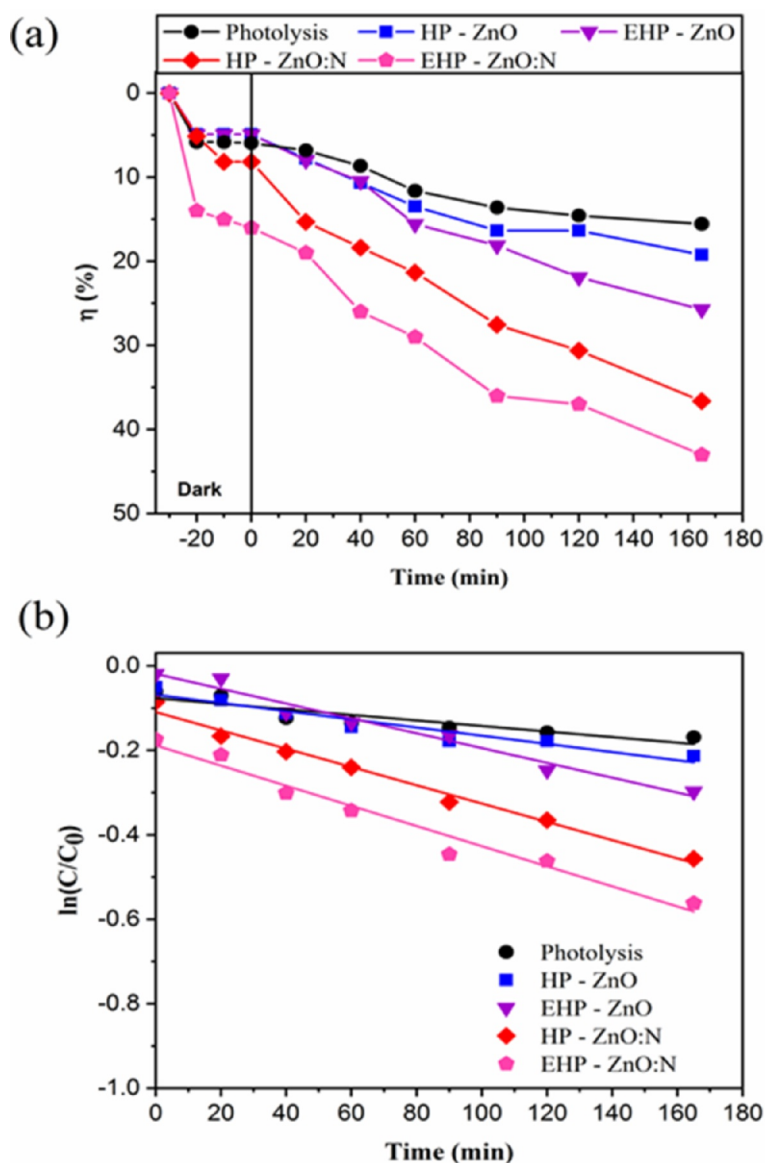 (a)
Photolysis HP - ZnO EHP - ZnO
HP - ZnO:N EHP - ZnO:N
0
10
20
30
40
50
η (%)
Dark
-20 0 20 40 60 80 100 120 140 160 180
Time (min)
(b)
0.0
-0.2
-0.4
-0.6
-0.8
-1.0
ln(C/C0)
Photolysis
HP - ZnO
EHP - ZnO
HP - ZnO:N
EHP - ZnO:N
0 20 40 60 80 100 120 140 160 180
Time (min)